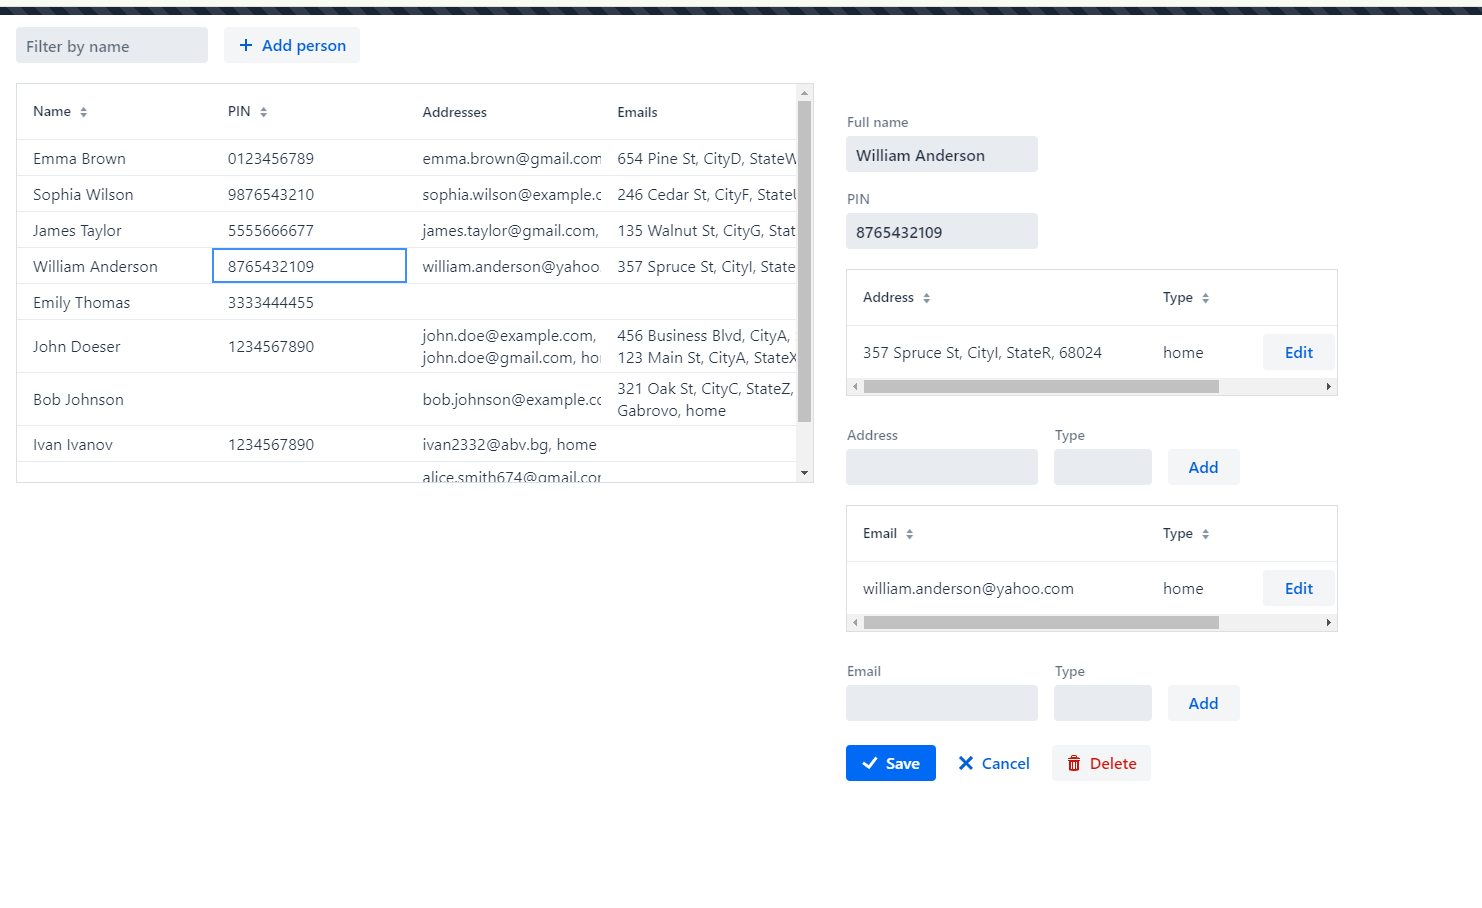 Filter by name
Add person
Name PIN Addresses Emails
Emma Brown 0123456789 emma.brown@gmail.com 654 Pine St, CityD, StateW
Sophia Wilson 9876543210 sophia.wilson@example.c 246 Cedar St, CityF, State
James Taylor 5555666677 james.taylor@gmail.com, 135 Walnut St, CityG, Stat
William Anderson 8765432109 william.anderson@yahoo. 357 Spruce St, CityI, State
Emily Thomas 3333444455
John Doeser 1234567890 john.doe@example.com, 456 Business Blvd, CityA,
john.doe@gmail.com, ho 123 Main St, CityA, StateX
Bob Johnson bob.johnson@example.co 321 Oak St, CityC, StateZ,
Gabrovo, home
Ivan Ivanov 1234567890 ivan2332@abv.bg, home
alice.smith674@gmail.co
Full name
William Anderson
PIN
8765432109
Address Type
357 Spruce St, CityI, StateR, 68024 home Edit
Address Type
Add
Email Type
william.anderson@yahoo.com home Edit
Email Type
Add
Save Cancel Delete